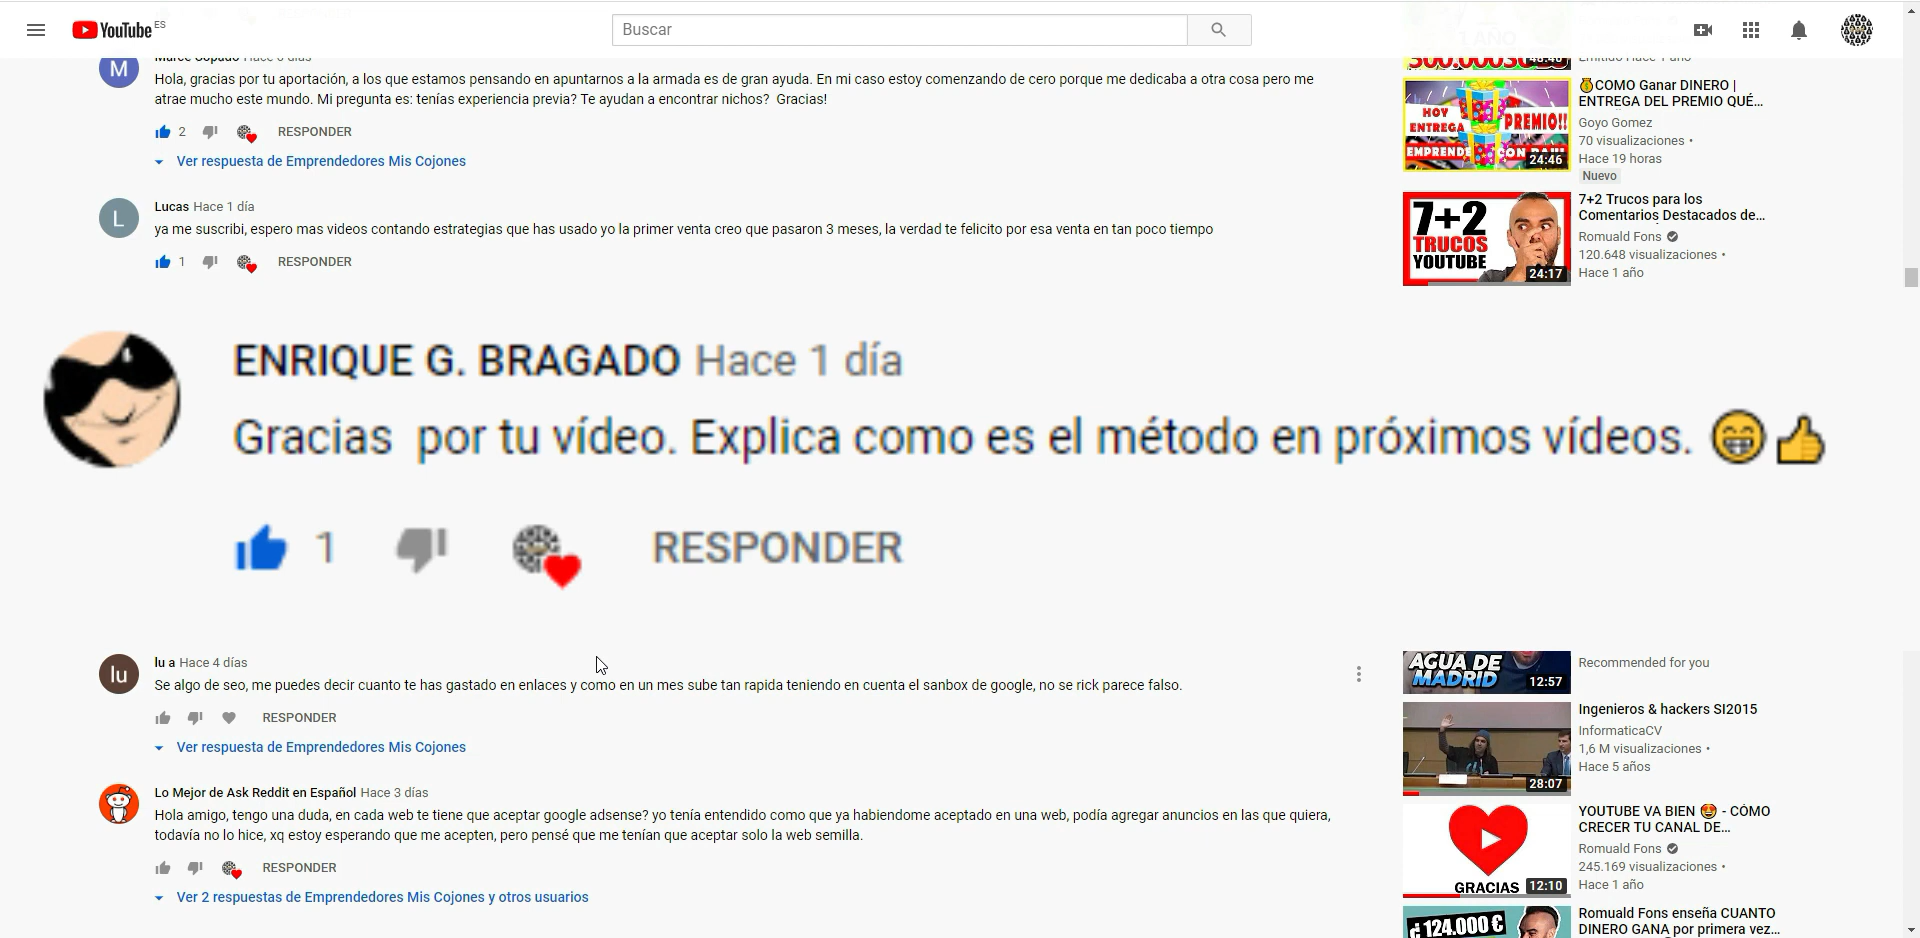 YouTube ES
Buscar
M
Hola, gracias por tu aportación, a los que estamos pensando en apuntarnos a la armada es de gran ayuda. En mi caso estoy comenzando de cero porque me dedicaba a otra cosa pero me
atrae mucho este mundo. Mi pregunta es: tenías experiencia previa? Te ayudan a encontrar nichos?  Gracias!
2
RESPONDER
Ver respuesta de Emprendedores Mis Cojones
L
Lucas Hace 1 día
ya me suscribi, espero mas videos contando estrategias que has usado yo la primer venta creo que pasaron 3 meses, la verdad te felicito por esa venta en tan poco tiempo
1
RESPONDER
ENRIQUE G. BRAGADO Hace 1 día
Gracias  por tu vídeo. Explica como es el método en próximos vídeos. 😁👍
1
RESPONDER
lu
lu a Hace 4 días
Se algo de seo, me puedes decir cuanto te has gastado en enlaces y como en un mes sube tan rapida teniendo en cuenta el sanbox de google, no se rick parece falso.
RESPONDER
Ver respuesta de Emprendedores Mis Cojones
Lo Mejor de Ask Reddit en Español Hace 3 días
Hola amigo, tengo una duda, en cada web te tiene que aceptar google adsense? yo tenía entendido como que ya habiendome aceptado en una web, podía agregar anuncios en las que quiera,
todavía no lo hice, xq estoy esperando que me acepten, pero pensé que me tenían que aceptar solo la web semilla.
RESPONDER
Ver 2 respuestas de Emprendedores Mis Cojones y otros usuarios
HOY
ENTREGA
PREMIO!!
EMPRENDE CON
24:46
💰COMO Ganar DINERO |
ENTREGA DEL PREMIO QUÉ...
Goyo Gomez
70 visualizaciones •
Hace 19 horas
Nuevo
7+2
TRUCOS
YOUTUBE
24:17
7+2 Trucos para los
Comentarios Destacados de...
Romuald Fons
120.648 visualizaciones •
Hace 1 año
AGUA DE
MADRID
12:57
Recommended for you
28:07
Ingenieros & hackers SI2015
InformaticaCV
1,6 M visualizaciones •
Hace 5 años
GRACIAS
12:10
YOUTUBE VA BIEN 😍 - CÓMO
CRECER TU CANAL DE...
Romuald Fons
245.169 visualizaciones •
Hace 1 año
¿124.000 €
Romuald Fons enseña CUANTO
DINERO GANA por primera vez...